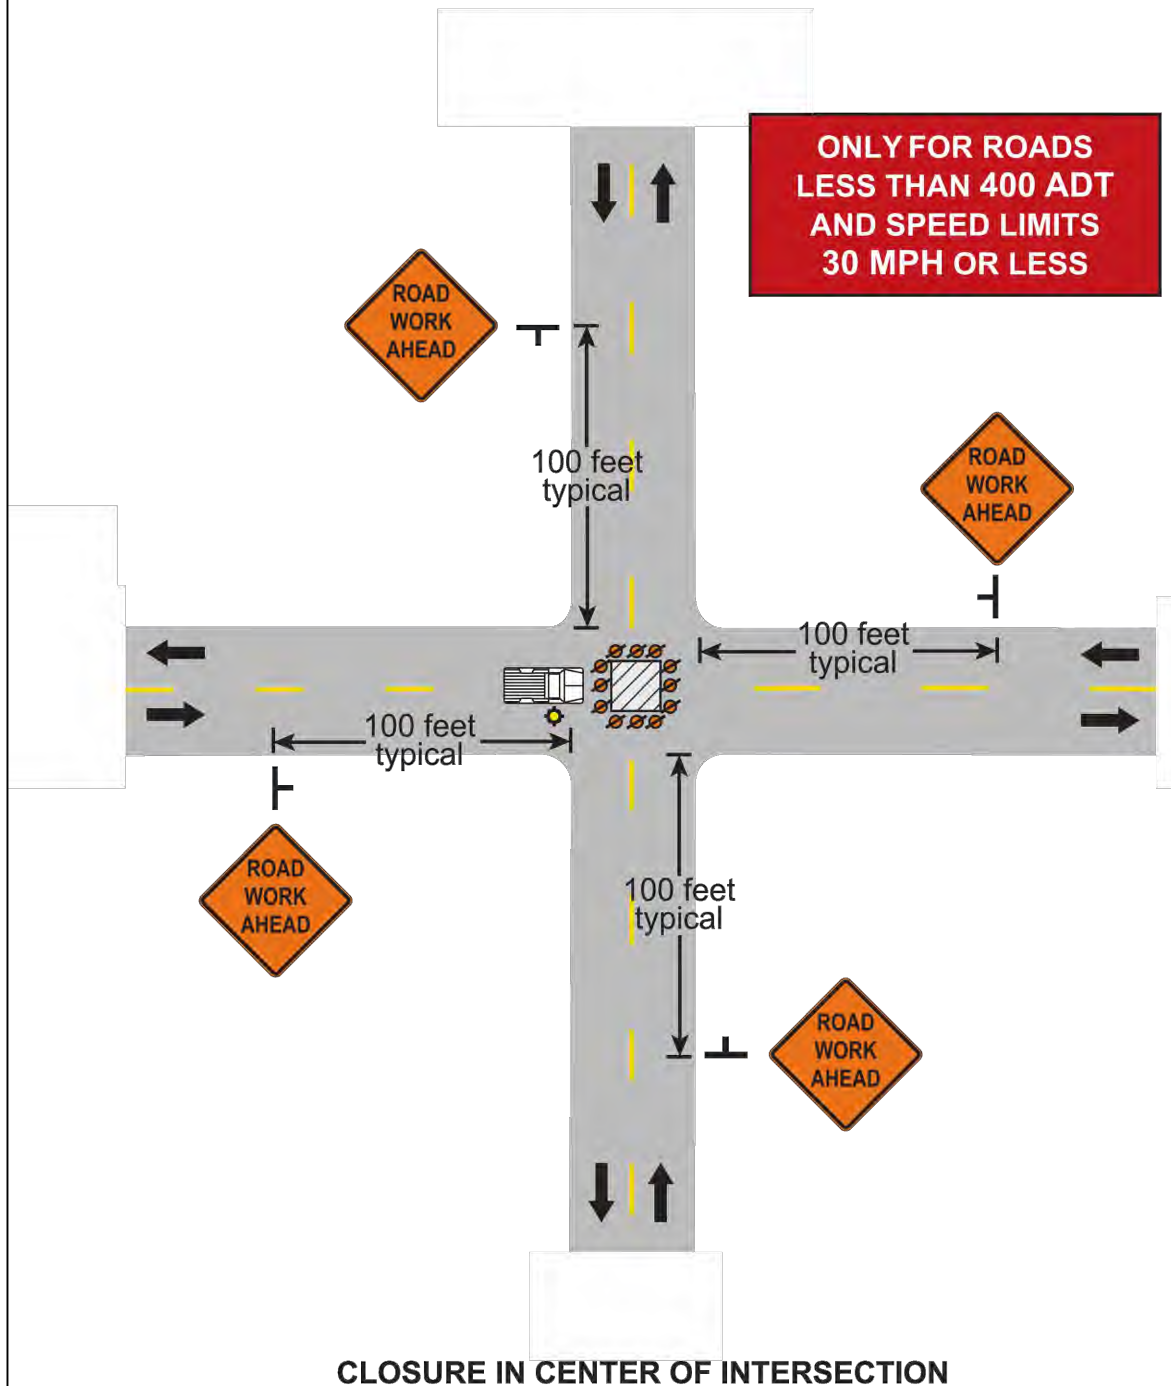 ONLY FOR ROADS
LESS THAN 400 ADT
AND SPEED LIMITS
30 MPH OR LESS
ROAD
WORK
AHEAD
100 feet
typical
ROAD
WORK
AHEAD
100 feet
typical
100 feet
typical
ROAD
WORK
AHEAD
100 feet
typical
ROAD
WORK
AHEAD
CLOSURE IN CENTER OF INTERSECTION